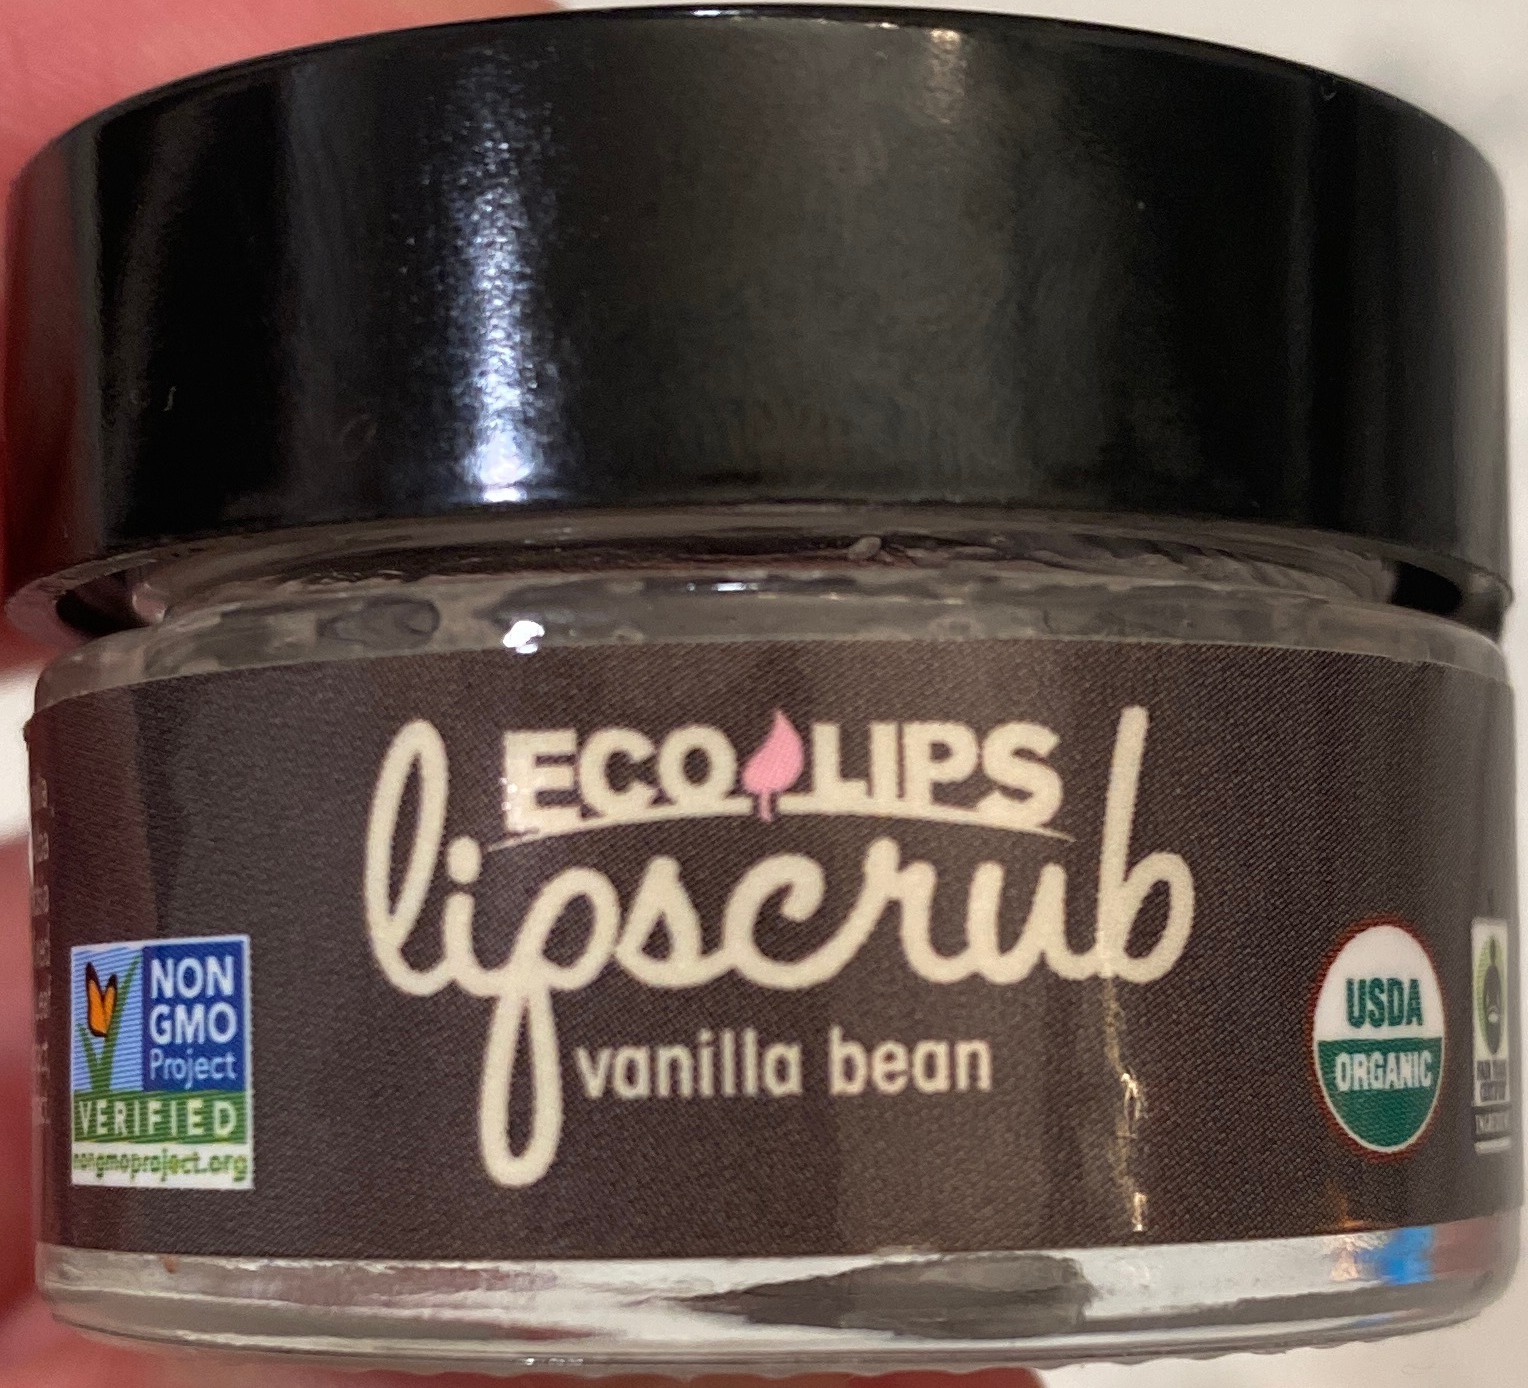 ECO LIPS
lipscrub
vanilla bean
NON
GMO
Project
VERIFIED
nongmoproject.org
USDA
ORGANIC